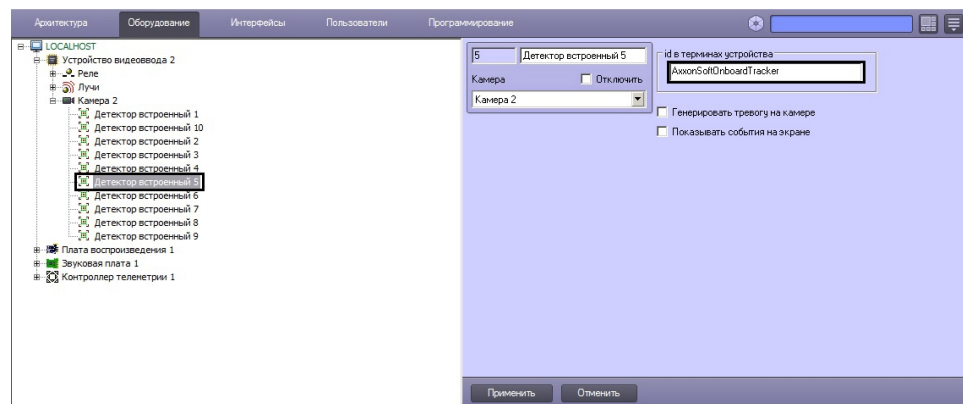 Архитектура Оборудование Интерфейсы Пользователи Программирование
LOCALHOST
Устройство видеоввода 2
Реле
Лучи
Камера 2
Детектор встроенный 1
Детектор встроенный 10
Детектор встроенный 2
Детектор встроенный 3
Детектор встроенный 4
Детектор встроенный 5
Детектор встроенный 6
Детектор встроенный 7
Детектор встроенный 8
Детектор встроенный 9
Плата воспроизведения 1
Звуковая плата 1
Контроллер телеметрии 1
5 Детектор встроенный 5
Камера Отключить
Камера 2
id в терминах устройства
AxxonSoftOnboardTracker
Генерировать тревогу на камере
Показывать события на экране
Применить Отменить